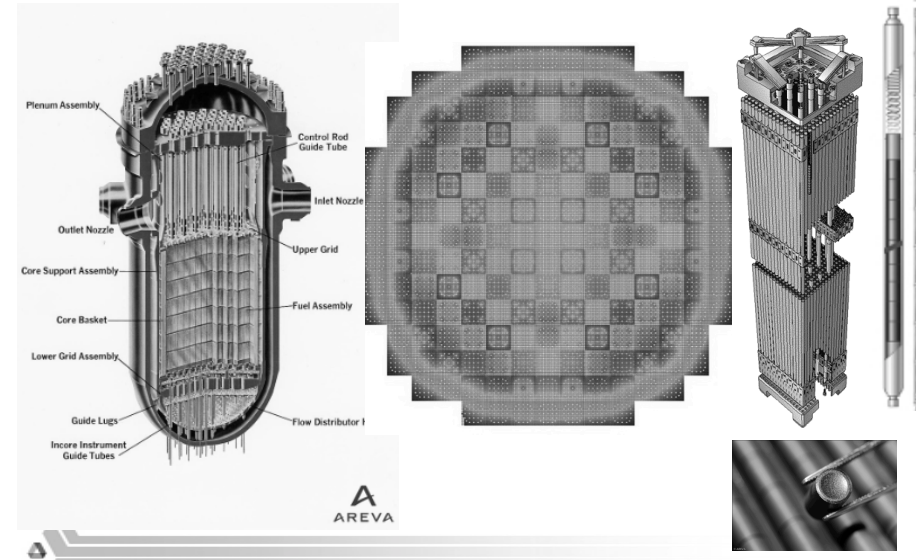 Plenum Assembly
Control Rod
Guide Tube
Inlet Nozzle
Outlet Nozzle
Upper Grid
Core Support Assembly
Fuel Assembly
Core Basket
Lower Grid Assembly
Guide Lugs
Flow Distributor
Incore Instrument
Guide Tubes
AREVA